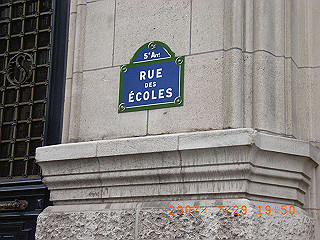 5e Arrt
RUE
DES
ÉCOLES